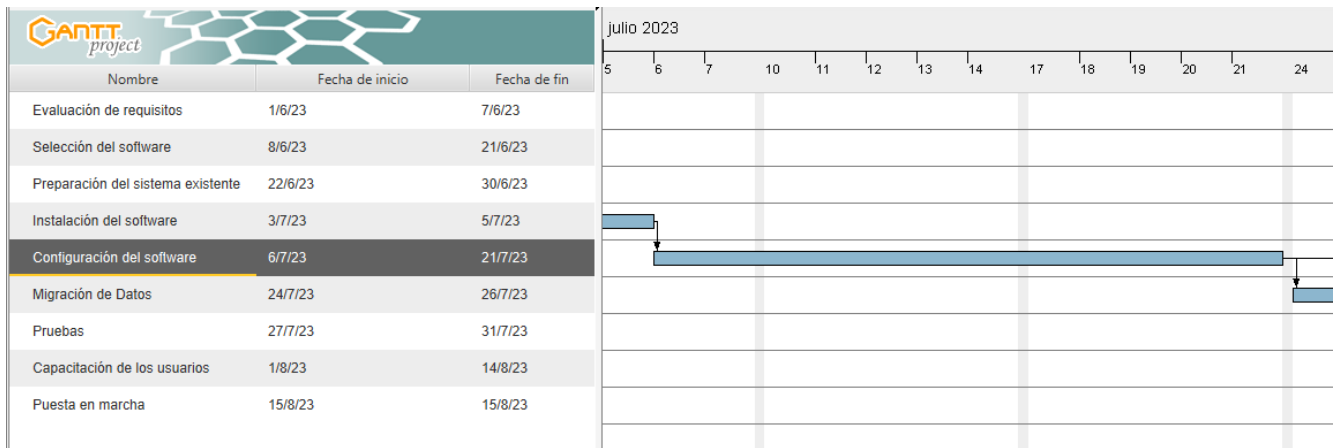 GANTT
project
julio 2023
Nombre Fecha de inicio Fecha de fin
5 6 7 10 11 12 13 14 17 18 19 20 21 24
Evaluación de requisitos 1/6/23 7/6/23
Selección del software 8/6/23 21/6/23
Preparación del sistema existente 22/6/23 30/6/23
Instalación del software 3/7/23 5/7/23
Configuración del software 6/7/23 21/7/23
Migración de Datos 24/7/23 26/7/23
Pruebas 27/7/23 31/7/23
Capacitación de los usuarios 1/8/23 14/8/23
Puesta en marcha 15/8/23 15/8/23